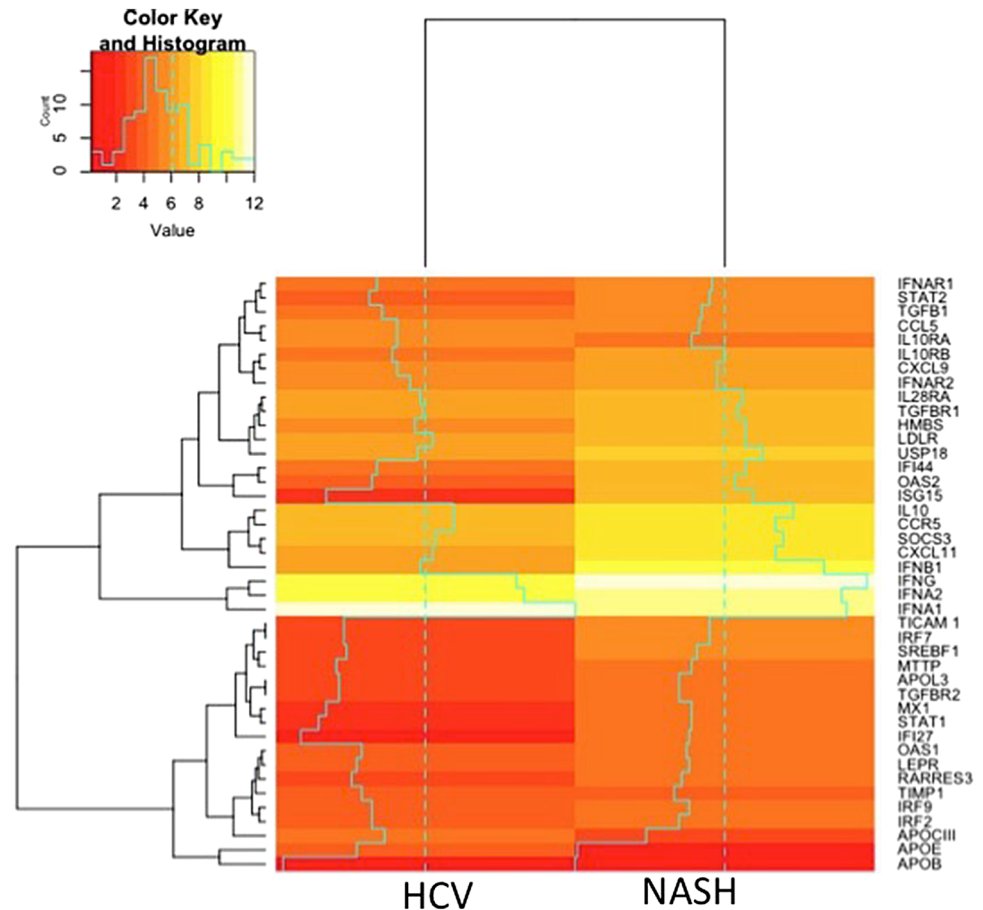 Color Key
and Histogram
Count
0 5 10
2 4 6 8 12
Value
IFNAR1
STAT2
TGFB1
CCL5
IL10RA
IL10RB
CXCL9
IFNAR2
IL28RA
TGFBR1
HMBS
LDLR
USP18
IFI44
OAS2
ISG15
IL10
CCR5
SOCS3
CXCL11
IFNB1
IFNG
IFNA2
IFNA1
TICAM 1
IRF7
SREBF1
MTTP
APOL3
TGFBR2
MX1
STAT1
IFI27
OAS1
LEPR
RARRES3
TIMP1
IRF9
IRF2
APOCIII
APOE
APOB
HCV NASH